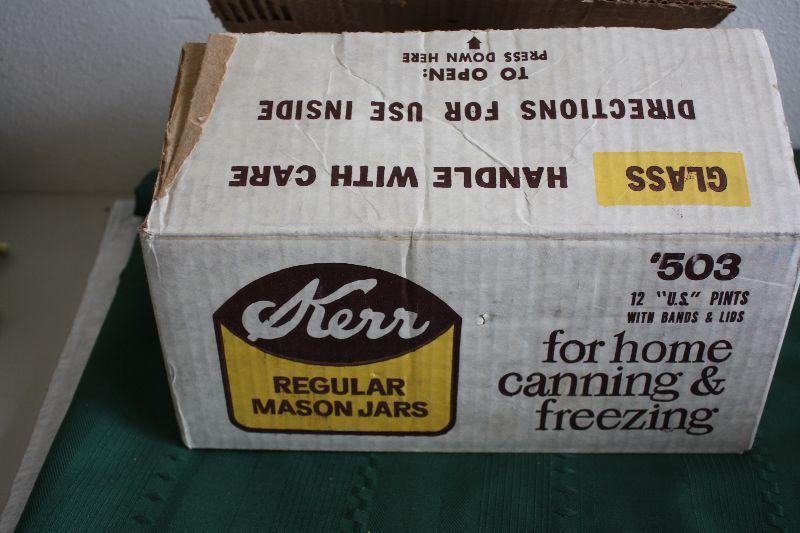 PRESS DOWN HERE
TO OPEN:
DIRECTIONS FOR USE INSIDE
GLASS HANDLE WITH CARE
Kerr
REGULAR
MASON JARS
'503
12 "U.S." PINTS
WITH BANDS & LIDS
for home
canning &
freezing